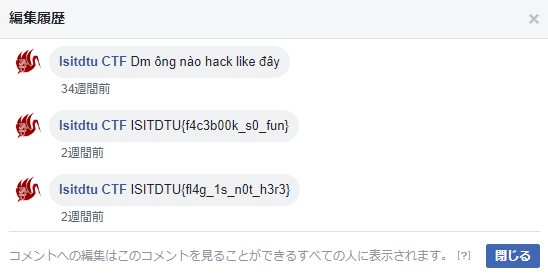 編集履歴
Isitdtu CTF Dm ông nào hack like đây
34週間前
Isitdtu CTF ISITDTU{f4c3b00k_s0_fun}
2週間前
Isitdtu CTF ISITDTU{fl4g_1s_n0t_h3r3}
2週間前
コメントへの編集はこのコメントを見ることができるすべての人に表示されます。 [?] 閉じる